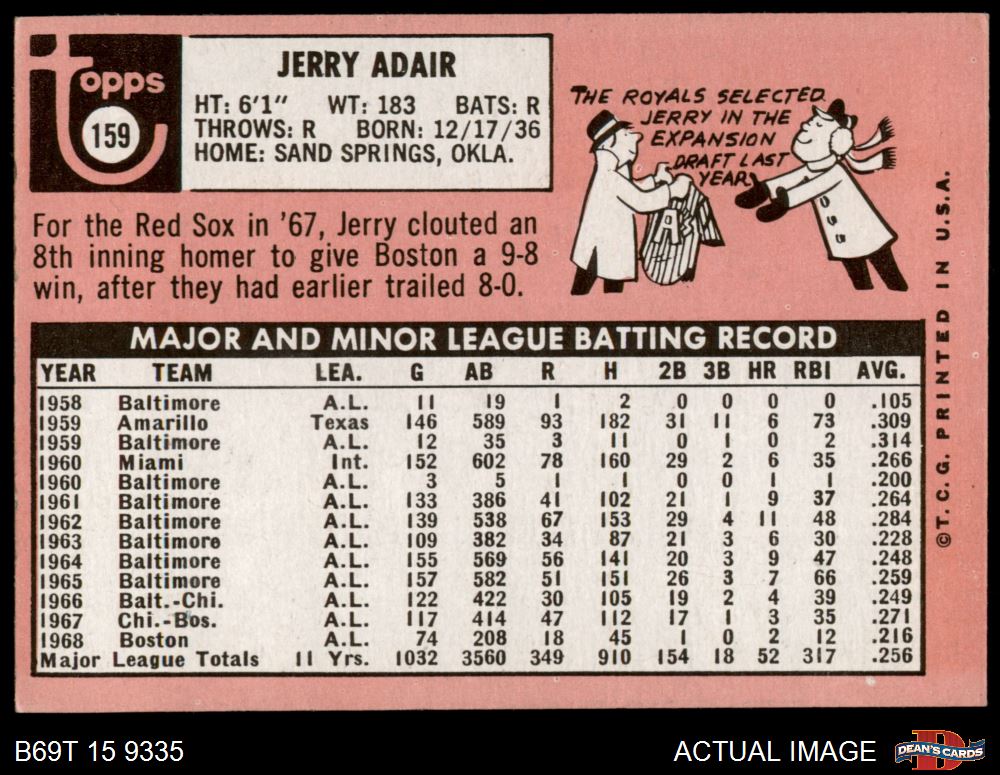 topps
159
JERRY ADAIR
HT: 6'1" WT: 183 BATS: R
THROWS: R BORN: 12/17/36
HOME: SAND SPRINGS, OKLA.
THE ROYALS SELECTED
JERRY IN THE
EXPANSION
DRAFT LAST
YEAR.
A
For the Red Sox in '67, Jerry clouted an
8th inning homer to give Boston a 9-8
win, after they had earlier trailed 8-0.
MAJOR AND MINOR LEAGUE BATTING RECORD
YEAR TEAM LEA. G AB R H 2B 3B HR RBI AVG.
1958 Baltimore A.L. 11 19 1 2 0 0 0 0 .105
1959 Amarillo Texas 146 589 93 182 31 11 6 73 .309
1959 Baltimore A.L. 12 35 3 11 0 1 0 2 .314
1960 Miami Int. 152 602 78 160 29 2 6 35 .266
1960 Baltimore A.L. 3 5 1 1 0 0 1 1 .200
1961 Baltimore A.L. 133 386 41 102 21 1 9 37 .264
1962 Baltimore A.L. 139 538 67 153 29 4 11 48 .284
1963 Baltimore A.L. 109 382 34 87 21 3 6 30 .228
1964 Baltimore A.L. 155 569 56 141 20 3 9 47 .248
1965 Baltimore A.L. 157 582 51 151 26 3 7 66 .259
1966 Balt.-Chi. A.L. 122 422 30 105 19 2 4 39 .249
1967 Chi.-Bos. A.L. 117 414 47 112 17 1 3 35 .271
1968 Boston A.L. 74 208 18 45 1 0 2 12 .216
Major League Totals 11 Yrs. 1032 3560 349 910 154 18 52 317 .256
©T.C.G. PRINTED IN U.S.A.
B69T 15 9335
ACTUAL IMAGE
DEAN'S CARDS